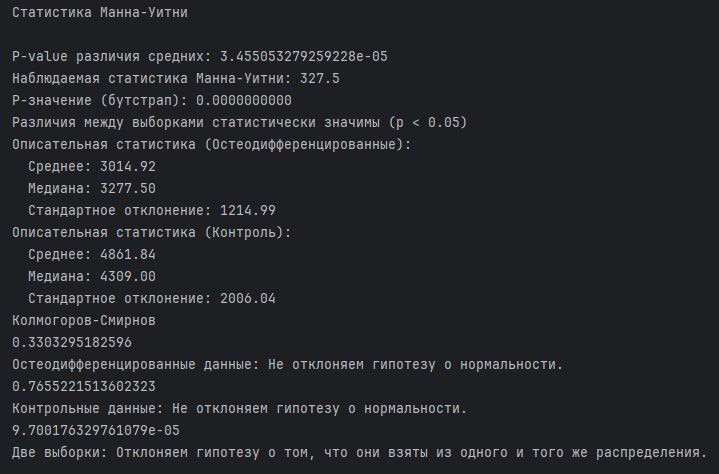 Статистика Манна-Уитни
P-value различия средних: 3.455053279259228e-05
Наблюдаемая статистика Манна-Уитни: 327.5
P-значение (бутстрап): 0.0000000000
Различия между выборками статистически значимы (p < 0.05)
Описательная статистика (Остеодифференцированные):
  Среднее: 3014.92
  Медиана: 3277.50
  Стандартное отклонение: 1214.99
Описательная статистика (Контроль):
  Среднее: 4861.84
  Медиана: 4309.00
  Стандартное отклонение: 2006.04
Колмогоров-Смирнов
0.3303295182596
Остеодифференцированные данные: Не отклоняем гипотезу о нормальности.
0.7655221513602323
Контрольные данные: Не отклоняем гипотезу о нормальности.
9.700176329761079e-05
Две выборки: Отклоняем гипотезу о том, что они взяты из одного и того же распределения.